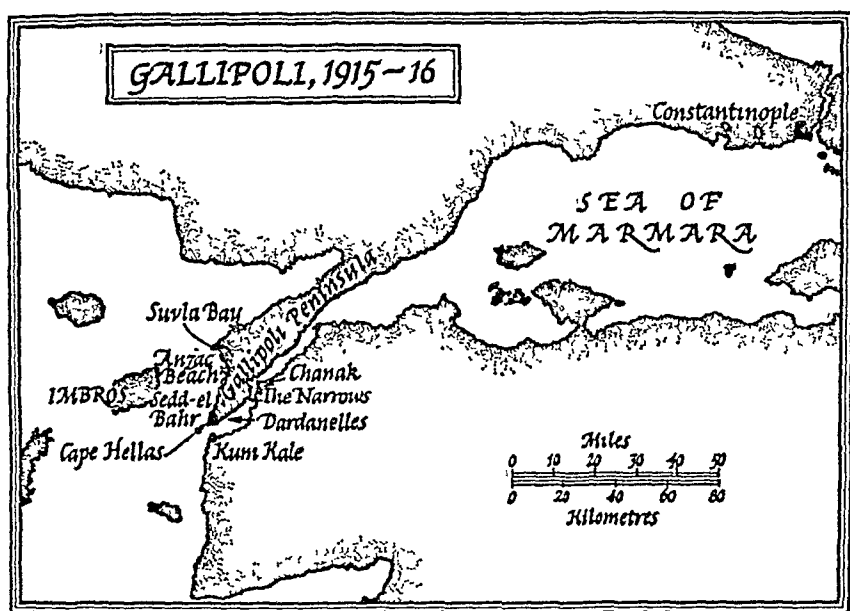 GALLIPOLI, 1915–16
Constantinople
SEA OF
MARMARA
Gallipoli Peninsula
Suvla Bay
Anzac
Beach
IMBROS
Sedd-el
Bahr
Chanak
The Narrows
Dardanelles
Cape Hellas
Kum Kale
Miles
0 10 20 30 40 50
0 20 40 60 80
Kilometres